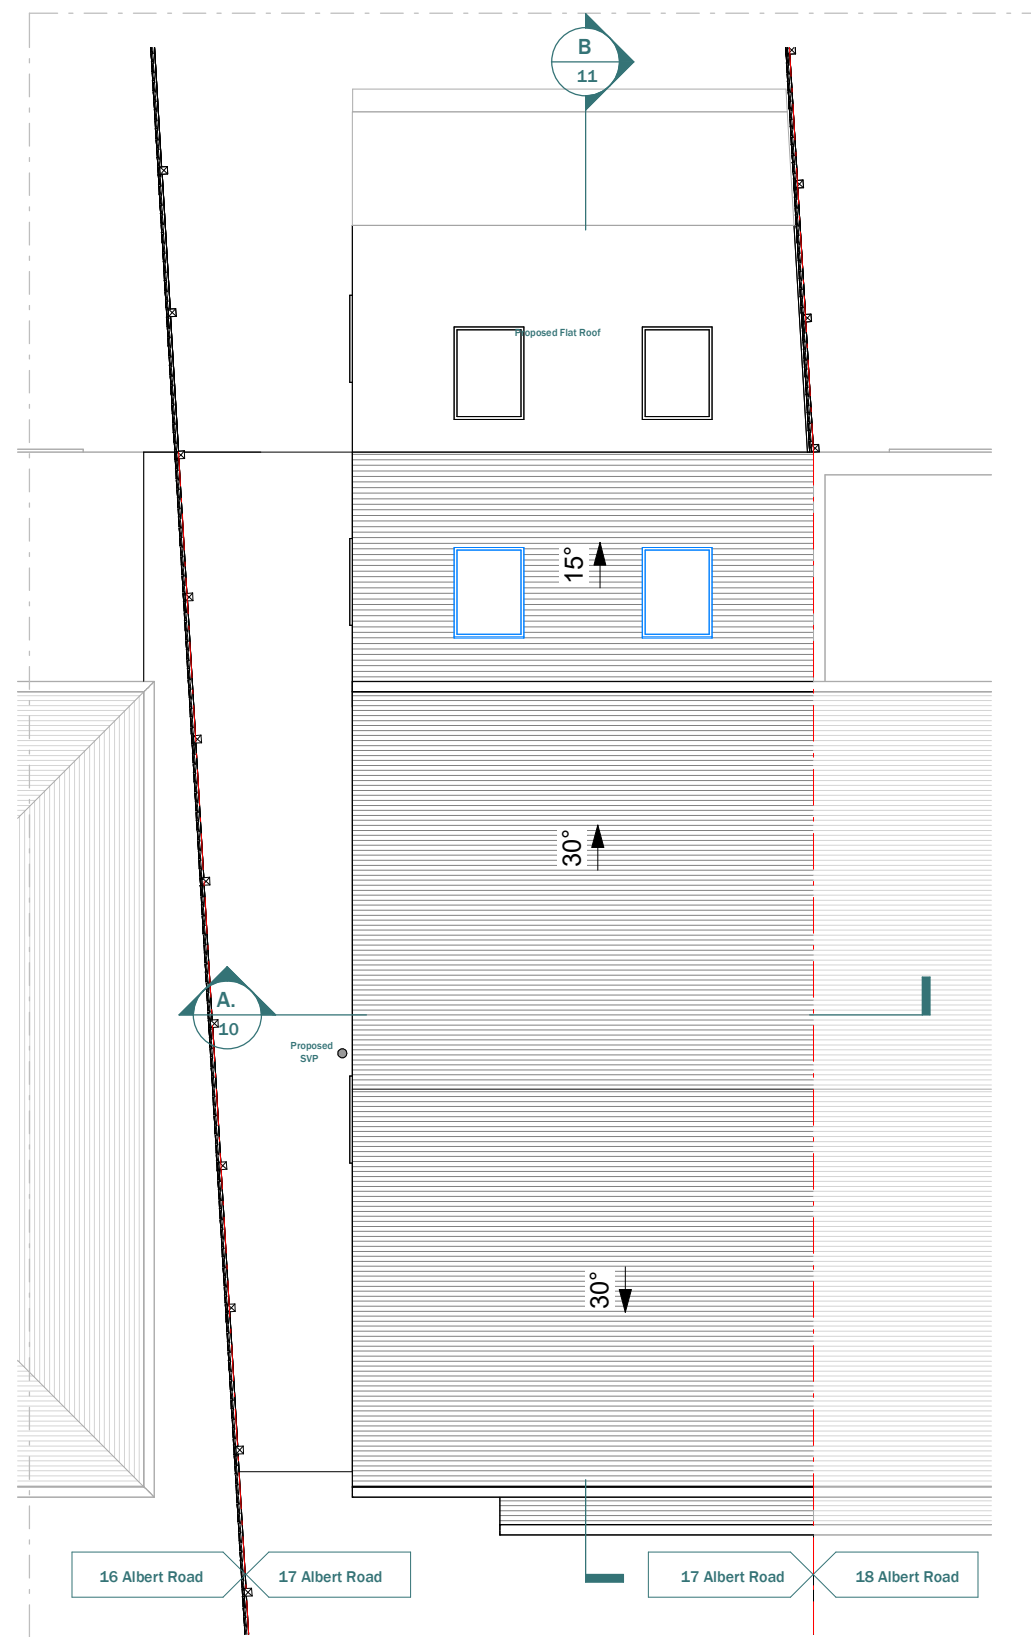 B
11
Proposed Flat Roof
15°
30°
A.
10
Proposed
SVP
30°
16 Albert Road
17 Albert Road
17 Albert Road
18 Albert Road